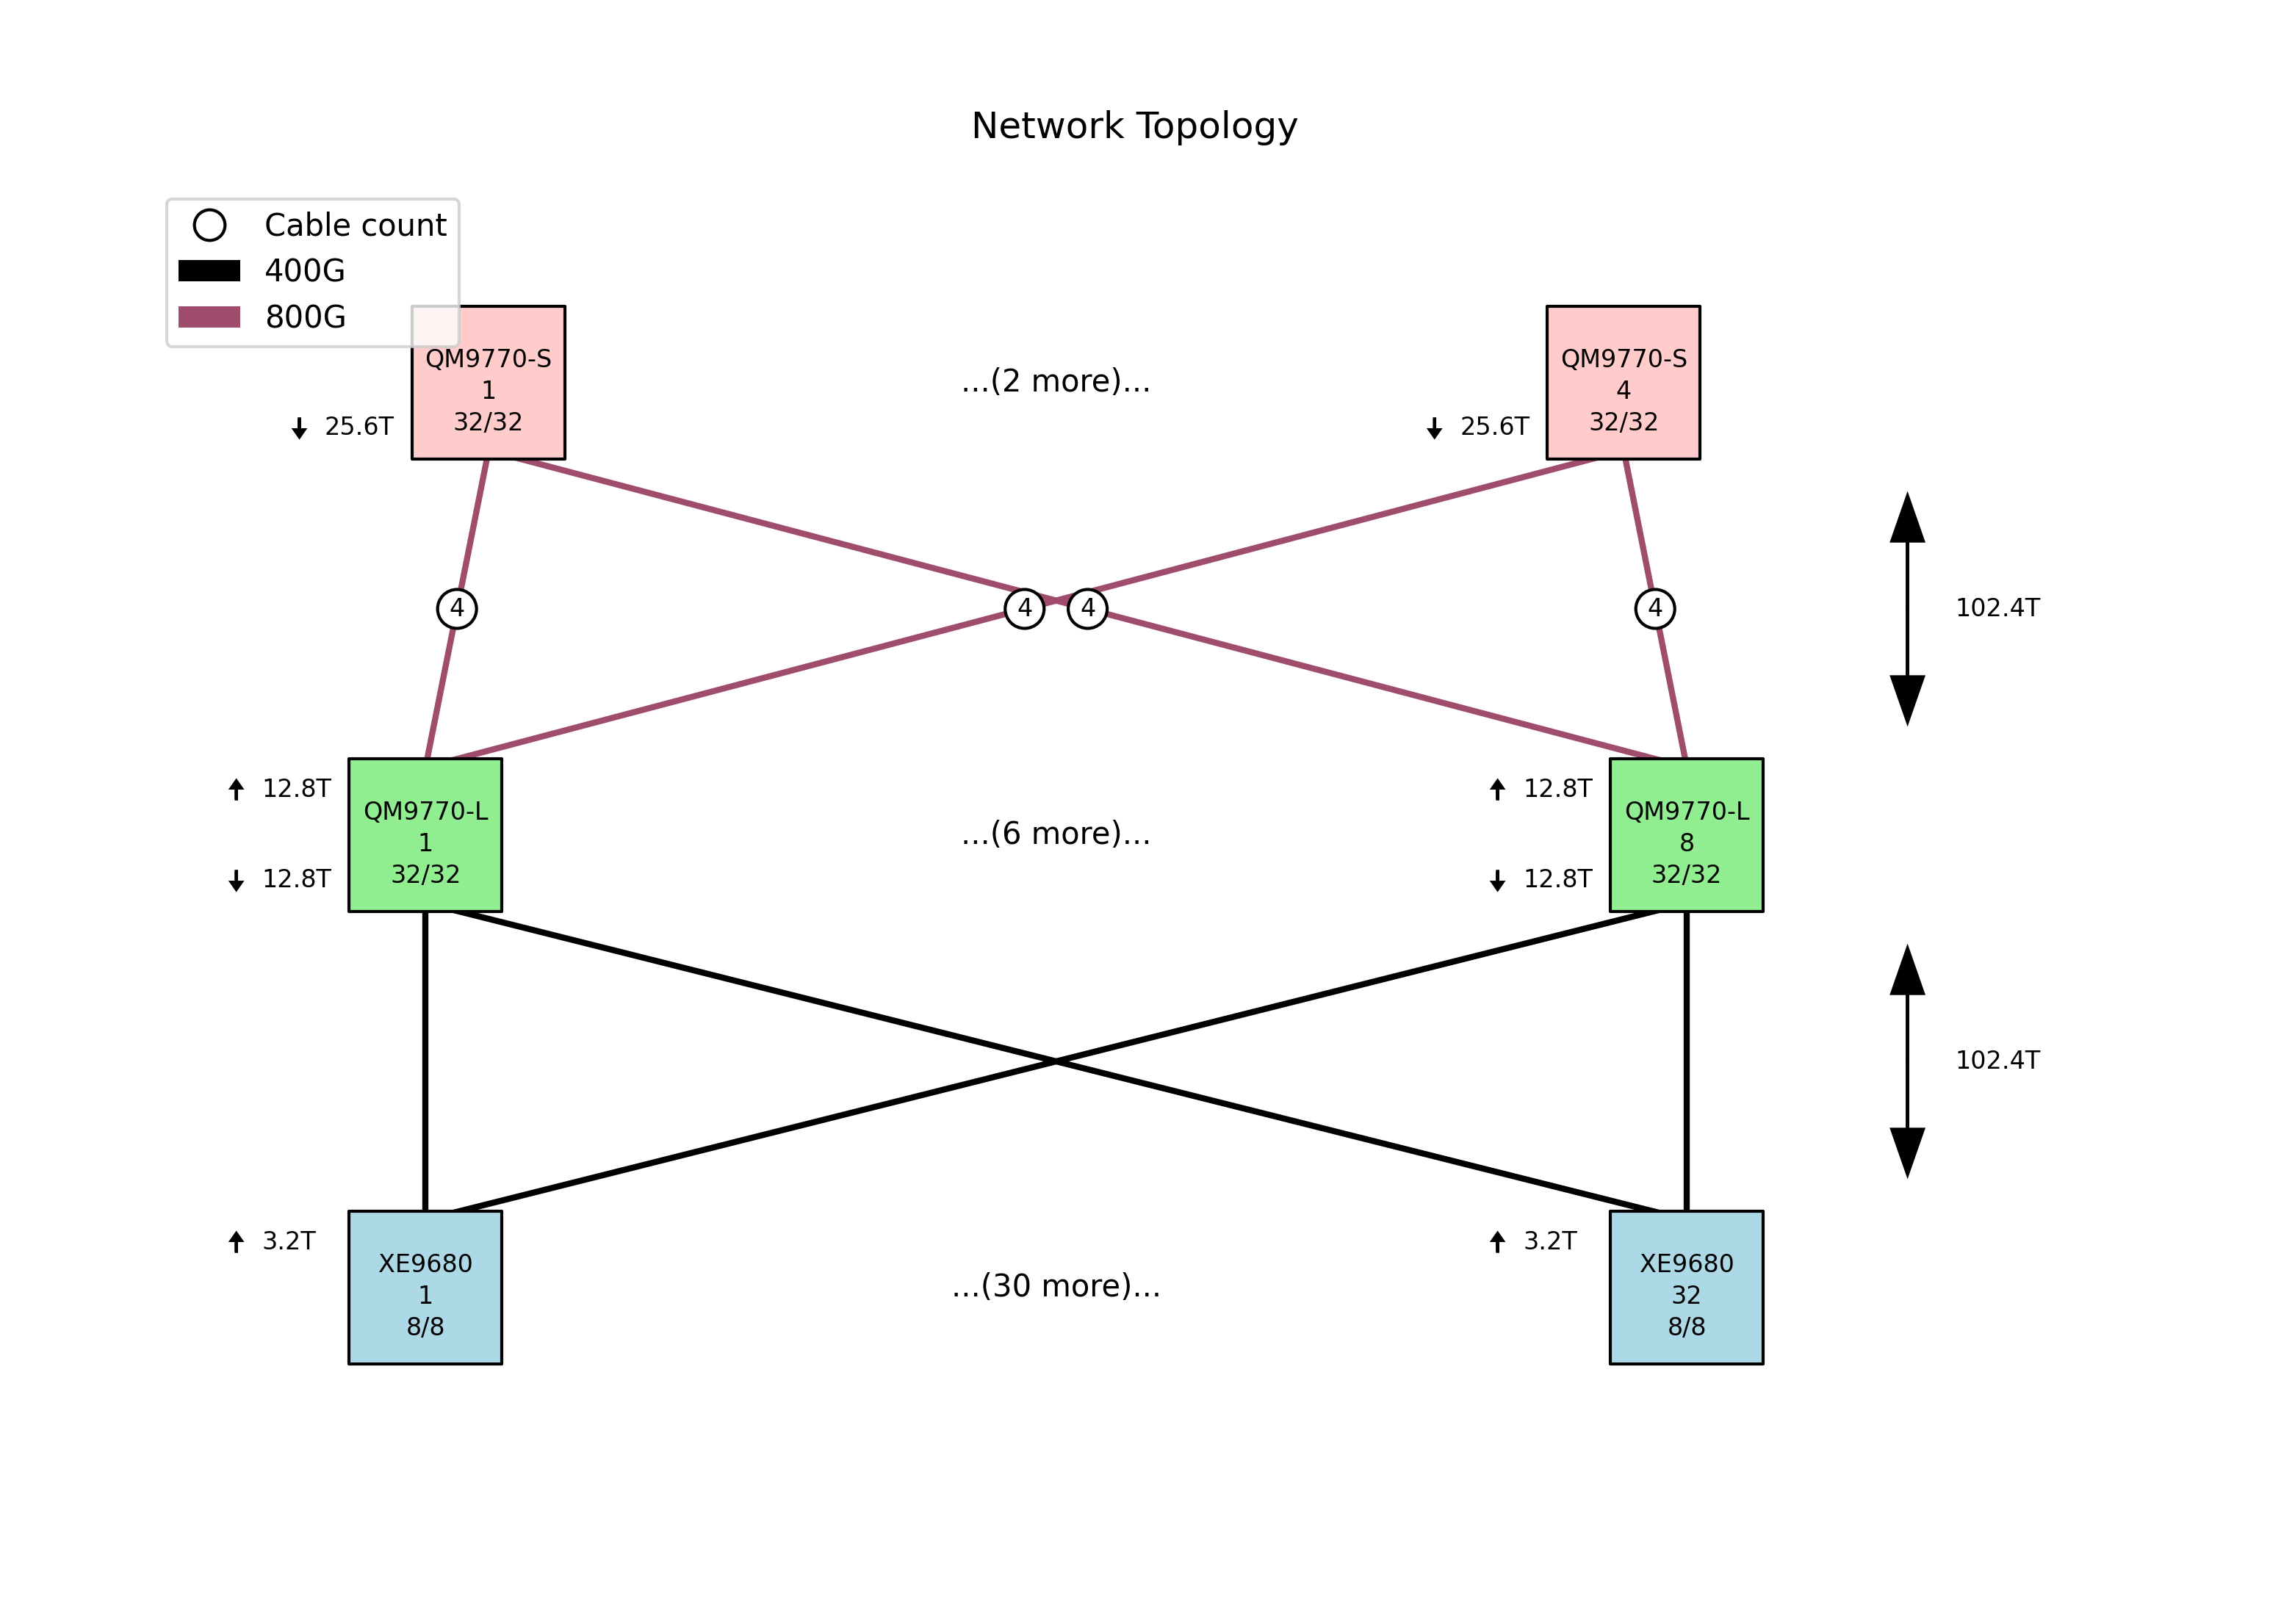 Network Topology
Cable count
400G
800G
QM9770-S
1
32/32
↓ 25.6T
...(2 more)...
QM9770-S
4
32/32
↓ 25.6T
4
4
4
4
102.4T
QM9770-L
1
32/32
↑ 12.8T
↓ 12.8T
...(6 more)...
QM9770-L
8
32/32
↑ 12.8T
↓ 12.8T
102.4T
XE9680
1
8/8
↑ 3.2T
...(30 more)...
XE9680
32
8/8
↑ 3.2T